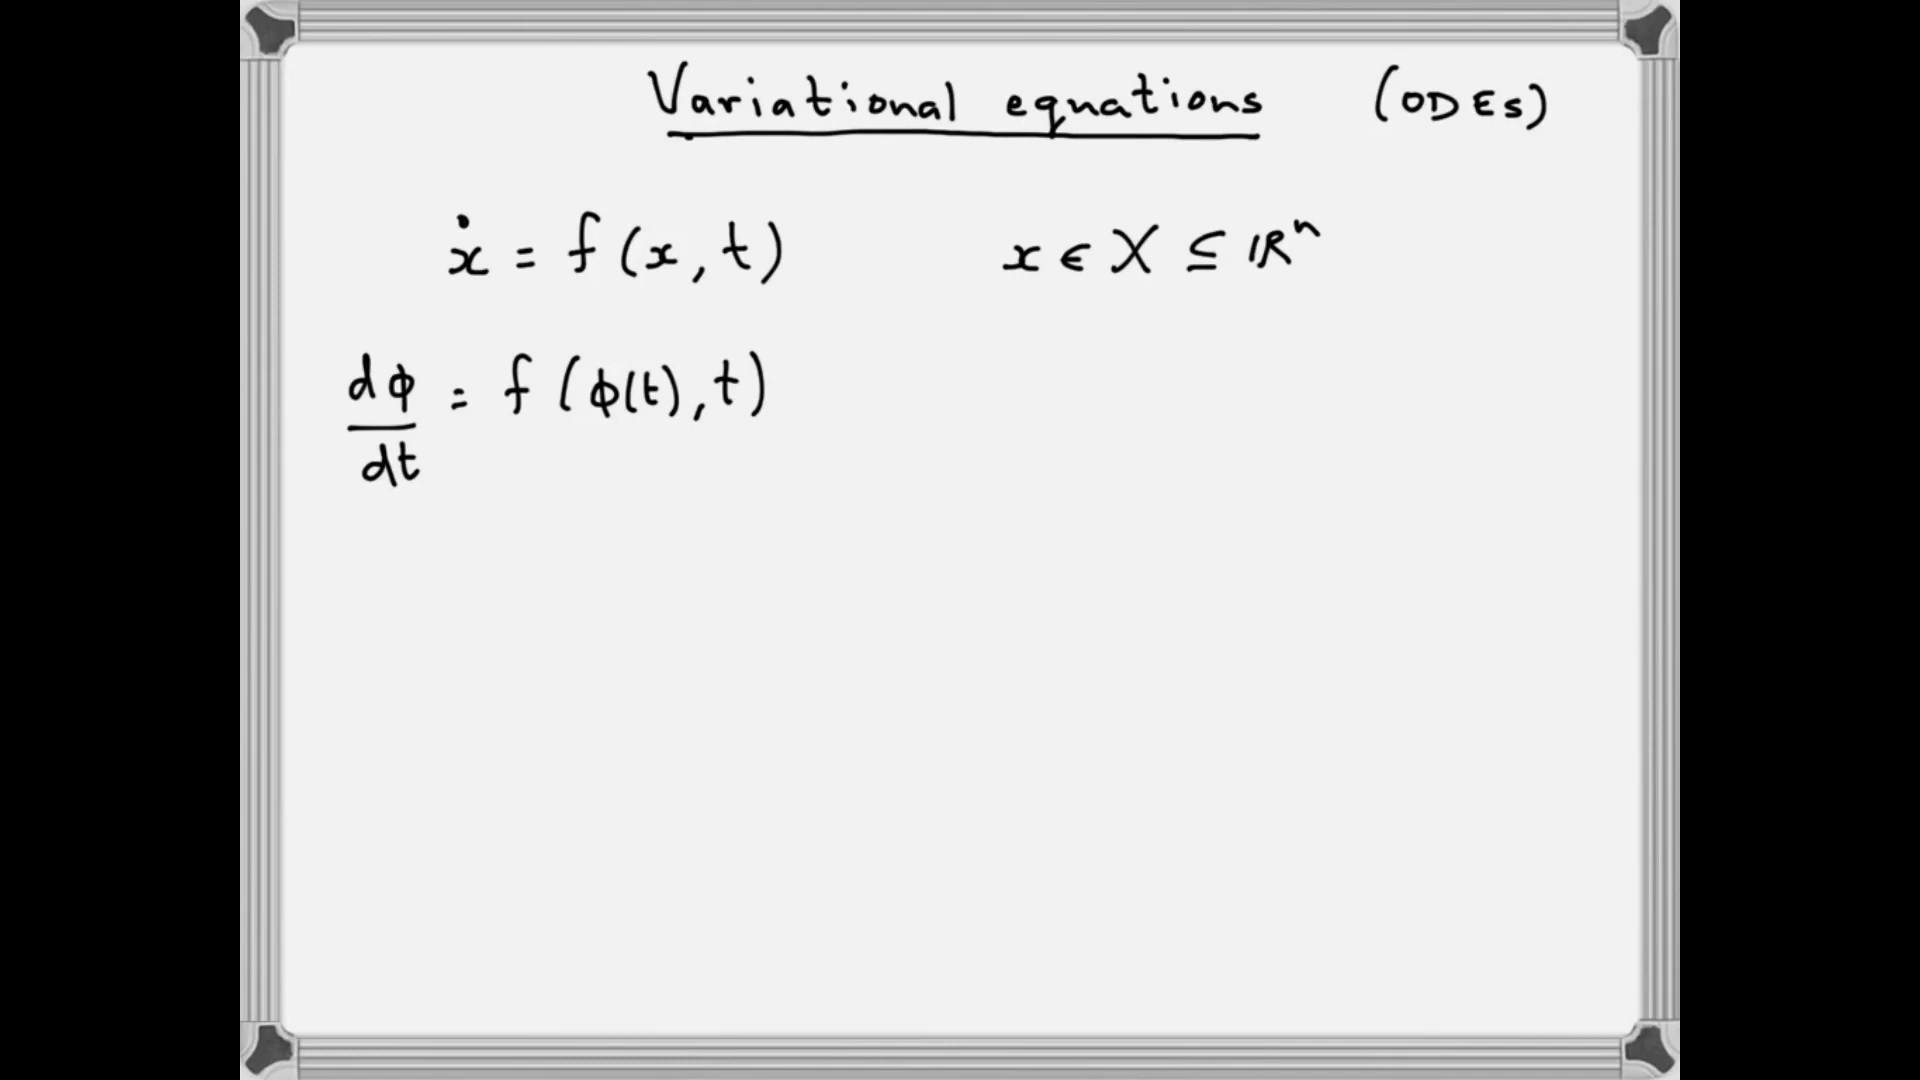 Variational equations (ODEs)
ẋ = f(x, t) x ∈ X ⊆ ℝⁿ
dϕ/dt = f(ϕ(t), t)